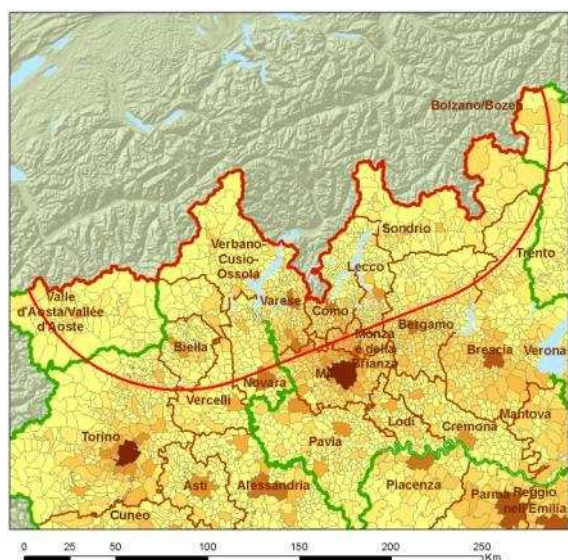 Bolzano/Bozen
Sondrio
Verbano-
Cusio-
Ossola
Trento
Lecco
Valle
d'Aosta/Vallée
d'Aoste
Varese
Como
Bergamo
Monza
e della
Brianza
Biella
Brescia
Verona
Novara
Vercelli
Mantova
Lodi
Cremona
Torino
Pavia
Asti
Alessandria
Piacenza
Parma
Reggio
nell'Emilia
Cuneo
0 25 50 100 150 200 250
Km